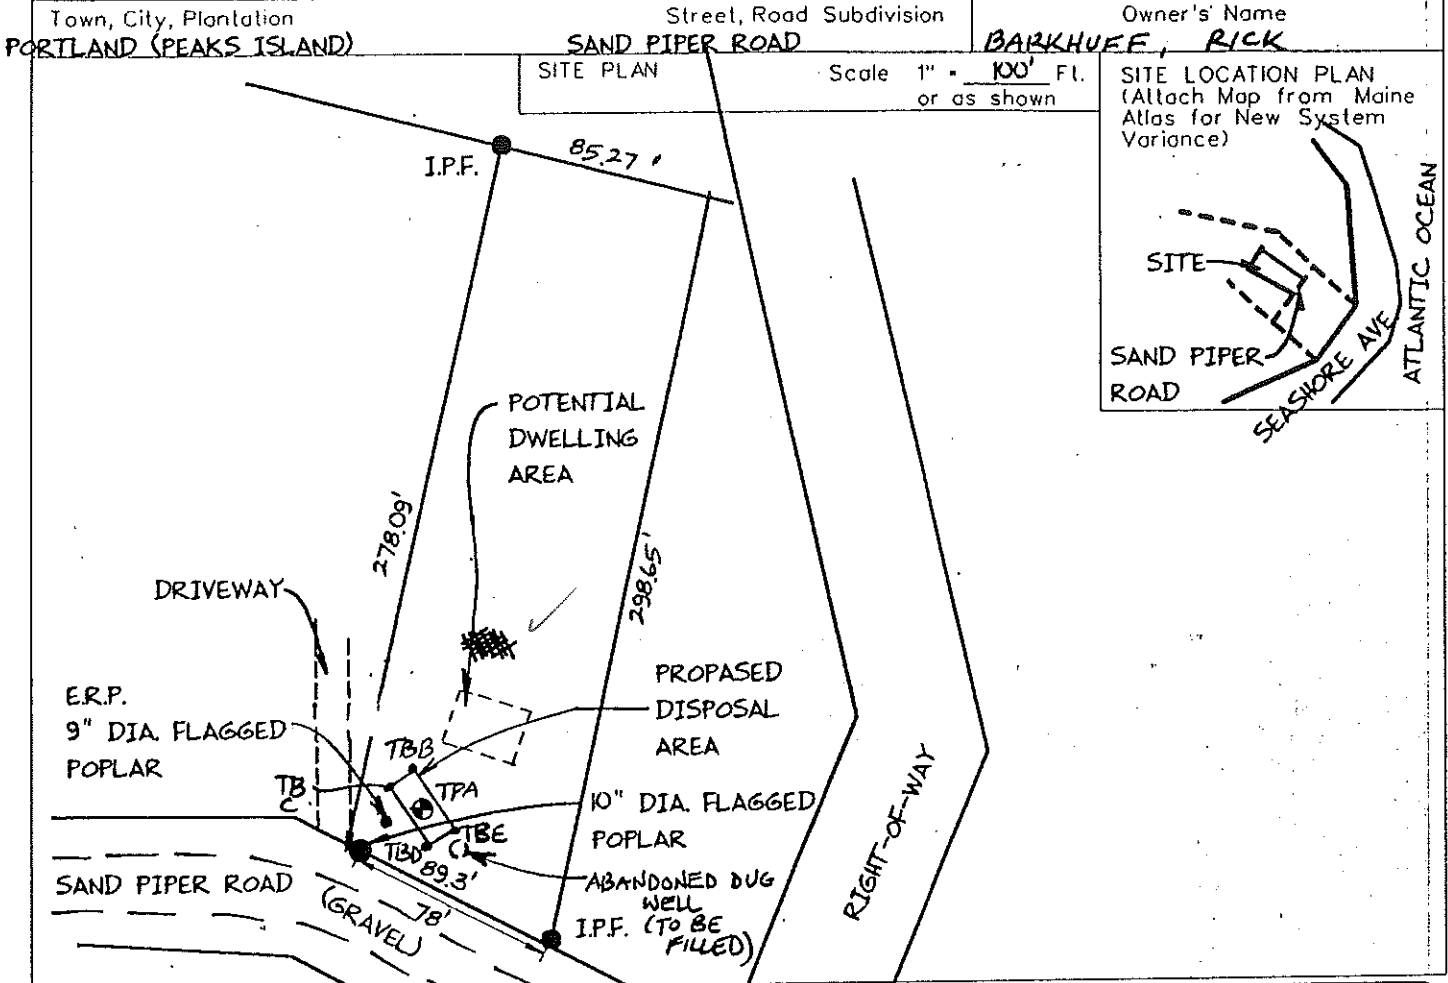 Town, City, Plantation
Street, Road Subdivision
Owner's Name
PORTLAND (PEAKS ISLAND)
SAND PIPER ROAD
BARKHUFF, RICK
SITE PLAN
Scale 1" = 100' Ft.
or as shown
SITE LOCATION PLAN
(Attach Map from Maine
Atlas for New System
Variance)
I.P.F.
85.27'
ATLANTIC OCEAN
SITE
SAND PIPER
ROAD
SEASHORE AVE
POTENTIAL
DWELLING
AREA
278.09'
298.65'
DRIVEWAY
E.R.P.
9" DIA. FLAGGED
POPLAR
PROPASED
DISPOSAL
AREA
TBB
TB
C
TPA
10" DIA. FLAGGED
POPLAR
TBE
TBD
89.3'
78'
ABANDONED DUG
WELL
(TO BE
FILLED)
I.P.F.
SAND PIPER ROAD
(GRAVEL)
RIGHT-OF-WAY